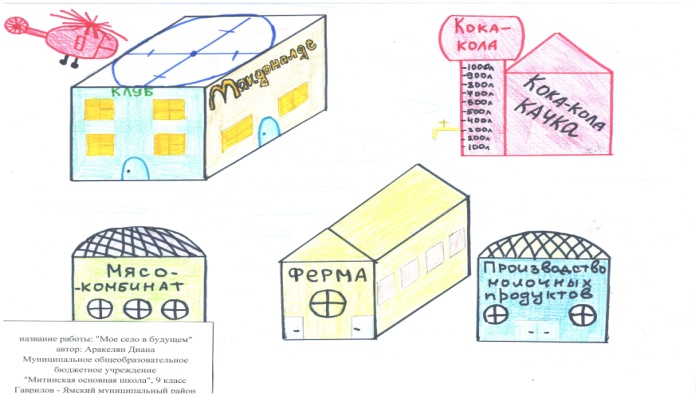 КЛУБ
Макдоналдс
КОКА-
КОЛА
1000л
900л
800л
700л
600л
500л
400л
300л
200л
100л
КОКА-КОЛА
КАЧКА
МЯСО-
-КОМБИНАТ
ФЕРМА
Производство
молочных
продуктов
название работы: "Мое село в будущем"
автор: Аракелян Диана
Муниципальное общеобразовательное
бюджетное учреждение
"Митинская основная школа", 9 класс
Гаврилов - Ямский муниципальный район